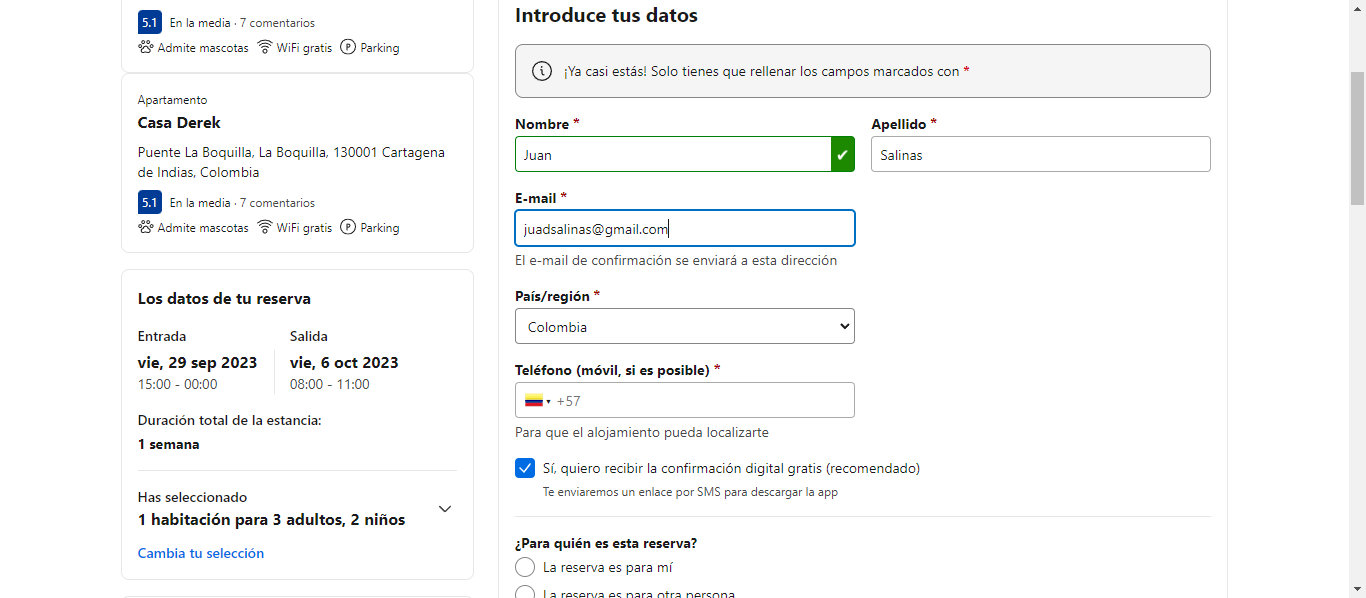 5.1 En la media · 7 comentarios
Admite mascotas WiFi gratis P Parking
Apartamento
Casa Derek
Puente La Boquilla, La Boquilla, 130001 Cartagena
de Indias, Colombia
5.1 En la media · 7 comentarios
Admite mascotas WiFi gratis P Parking
Los datos de tu reserva
Entrada Salida
vie, 29 sep 2023 vie, 6 oct 2023
15:00 - 00:00 08:00 - 11:00
Duración total de la estancia:
1 semana
Has seleccionado
1 habitación para 3 adultos, 2 niños
Cambia tu selección
Introduce tus datos
¡Ya casi estás! Solo tienes que rellenar los campos marcados con *
Nombre * Apellido *
Juan Salinas
E-mail *
juadsalinas@gmail.com
El e-mail de confirmación se enviará a esta dirección
País/región *
Colombia
Teléfono (móvil, si es posible) *
+57
Para que el alojamiento pueda localizarte
Sí, quiero recibir la confirmación digital gratis (recomendado)
Te enviaremos un enlace por SMS para descargar la app
¿Para quién es esta reserva?
La reserva es para mí
La reserva es para otra persona